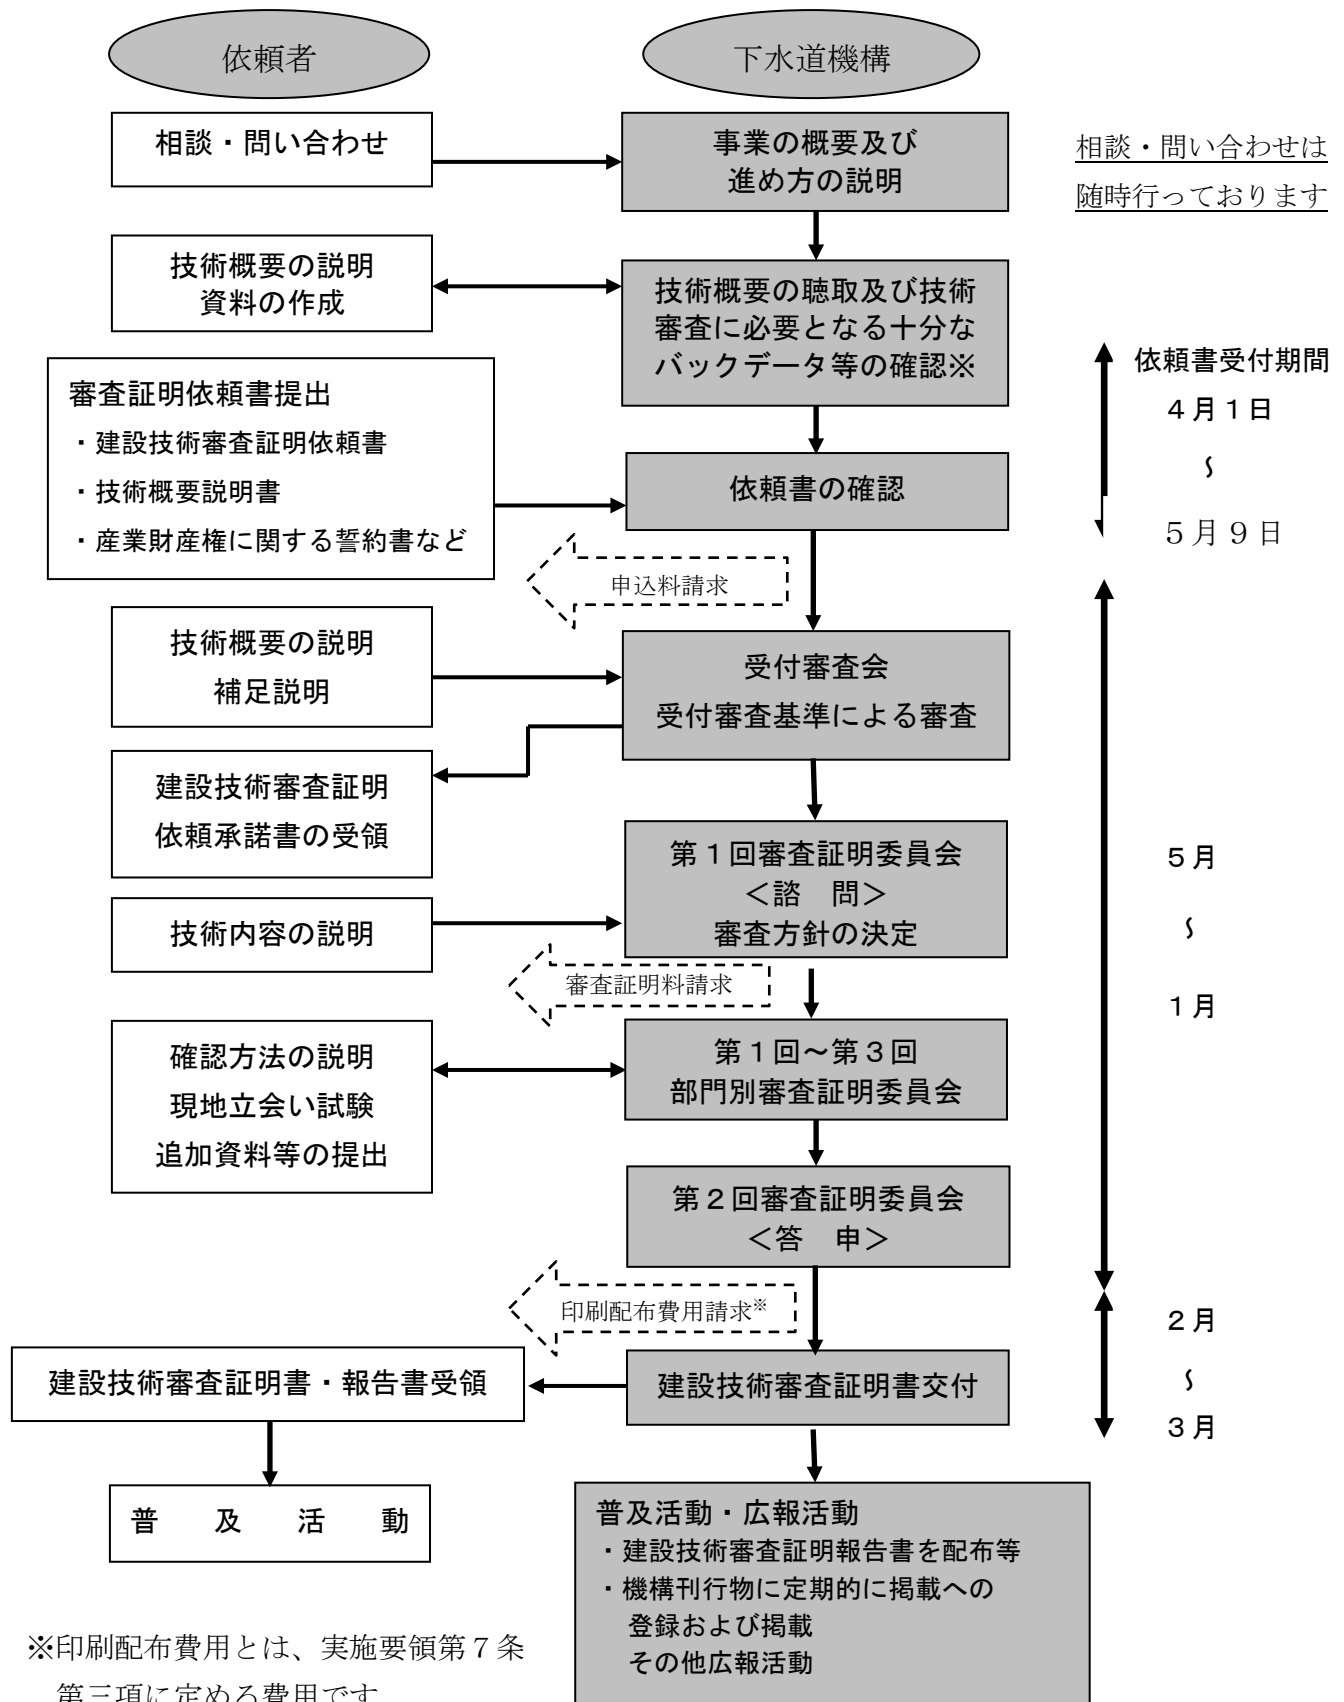 依頼者
下水道機構
相談・問い合わせ
事業の概要及び
進め方の説明
相談・問い合わせは
随時行っております
技術概要の説明
資料の作成
技術概要の聴取及び技術
審査に必要となる十分な
バックデータ等の確認※
依頼書受付期間
４月１日
～
５月９日
審査証明依頼書提出
・建設技術審査証明依頼書
・技術概要説明書
・産業財産権に関する誓約書など
依頼書の確認
申込料請求
技術概要の説明
補足説明
受付審査会
受付審査基準による審査
建設技術審査証明
依頼承諾書の受領
第１回審査証明委員会
＜諮　問＞
審査方針の決定
５月
～
１月
技術内容の説明
審査証明料請求
確認方法の説明
現地立会い試験
追加資料等の提出
第１回～第３回
部門別審査証明委員会
第２回審査証明委員会
＜答　申＞
印刷配布費用請求※
２月
～
３月
建設技術審査証明書・報告書受領
建設技術審査証明書交付
普　及　活　動
普及活動・広報活動
・建設技術審査証明報告書を配布等
・機構刊行物に定期的に掲載への
登録および掲載
その他広報活動
※印刷配布費用とは、実施要領第７条
第三項に定める費用です